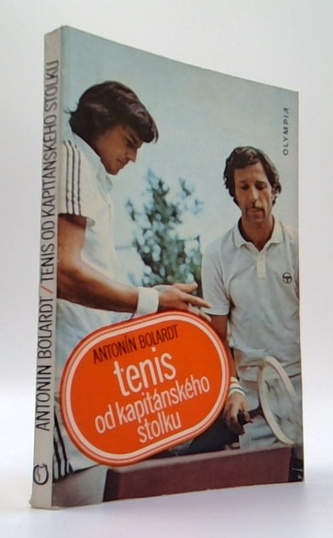 ANTONÍN BOLARDT / TENIS OD KAPITÁNSKÉHO STOLKU
OLYMPIA
ANTONÍN BOLARDT
tenis
od kapitánského
stolku